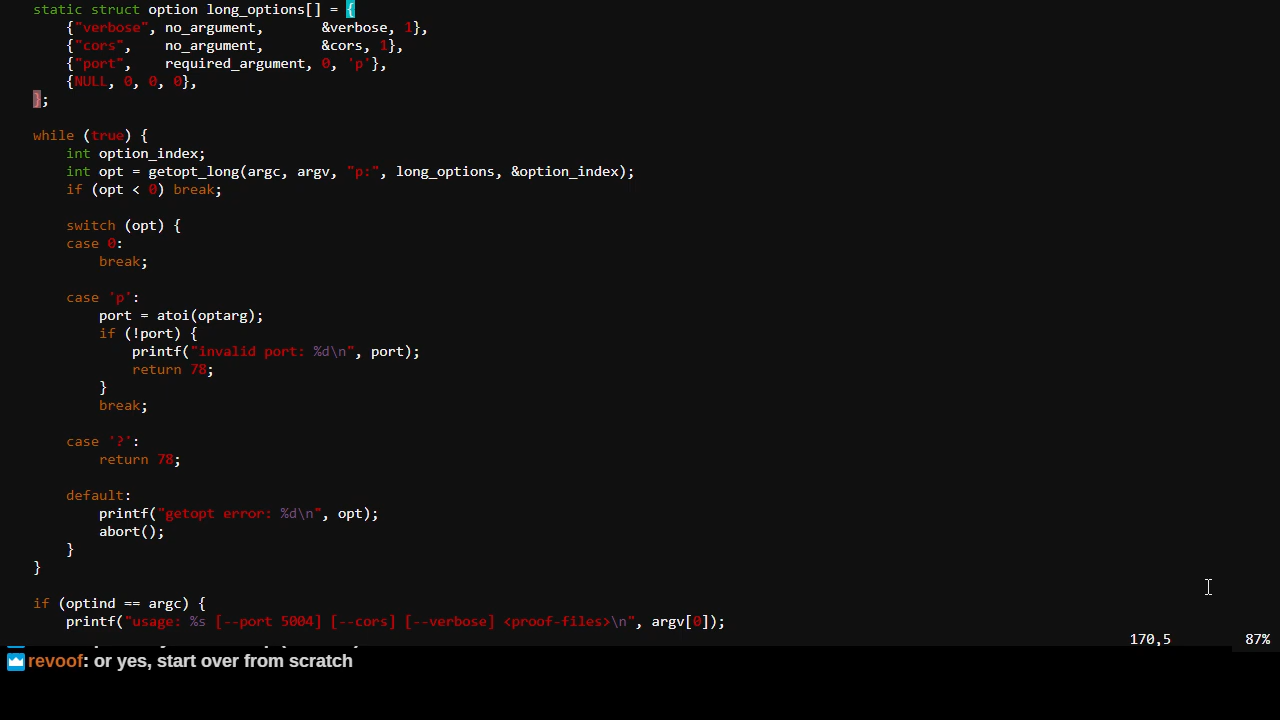 static struct option long_options[] = {
    {"verbose", no_argument,       &verbose, 1},
    {"cors",    no_argument,       &cors, 1},
    {"port",    required_argument, 0, 'p'},
    {NULL, 0, 0, 0},
};
while (true) {
    int option_index;
    int opt = getopt_long(argc, argv, "p:", long_options, &option_index);
    if (opt < 0) break;
    switch (opt) {
    case 0:
        break;
    case 'p':
        port = atoi(optarg);
        if (!port) {
            printf("invalid port: %d\n", port);
            return 78;
        }
        break;
    case '?':
        return 78;
    default:
        printf("getopt error: %d\n", opt);
        abort();
    }
}
if (optind == argc) {
    printf("usage: %s [--port 5004] [--cors] [--verbose] <proof-files>\n", argv[0]);
170,5 87%
revoof: or yes, start over from scratch